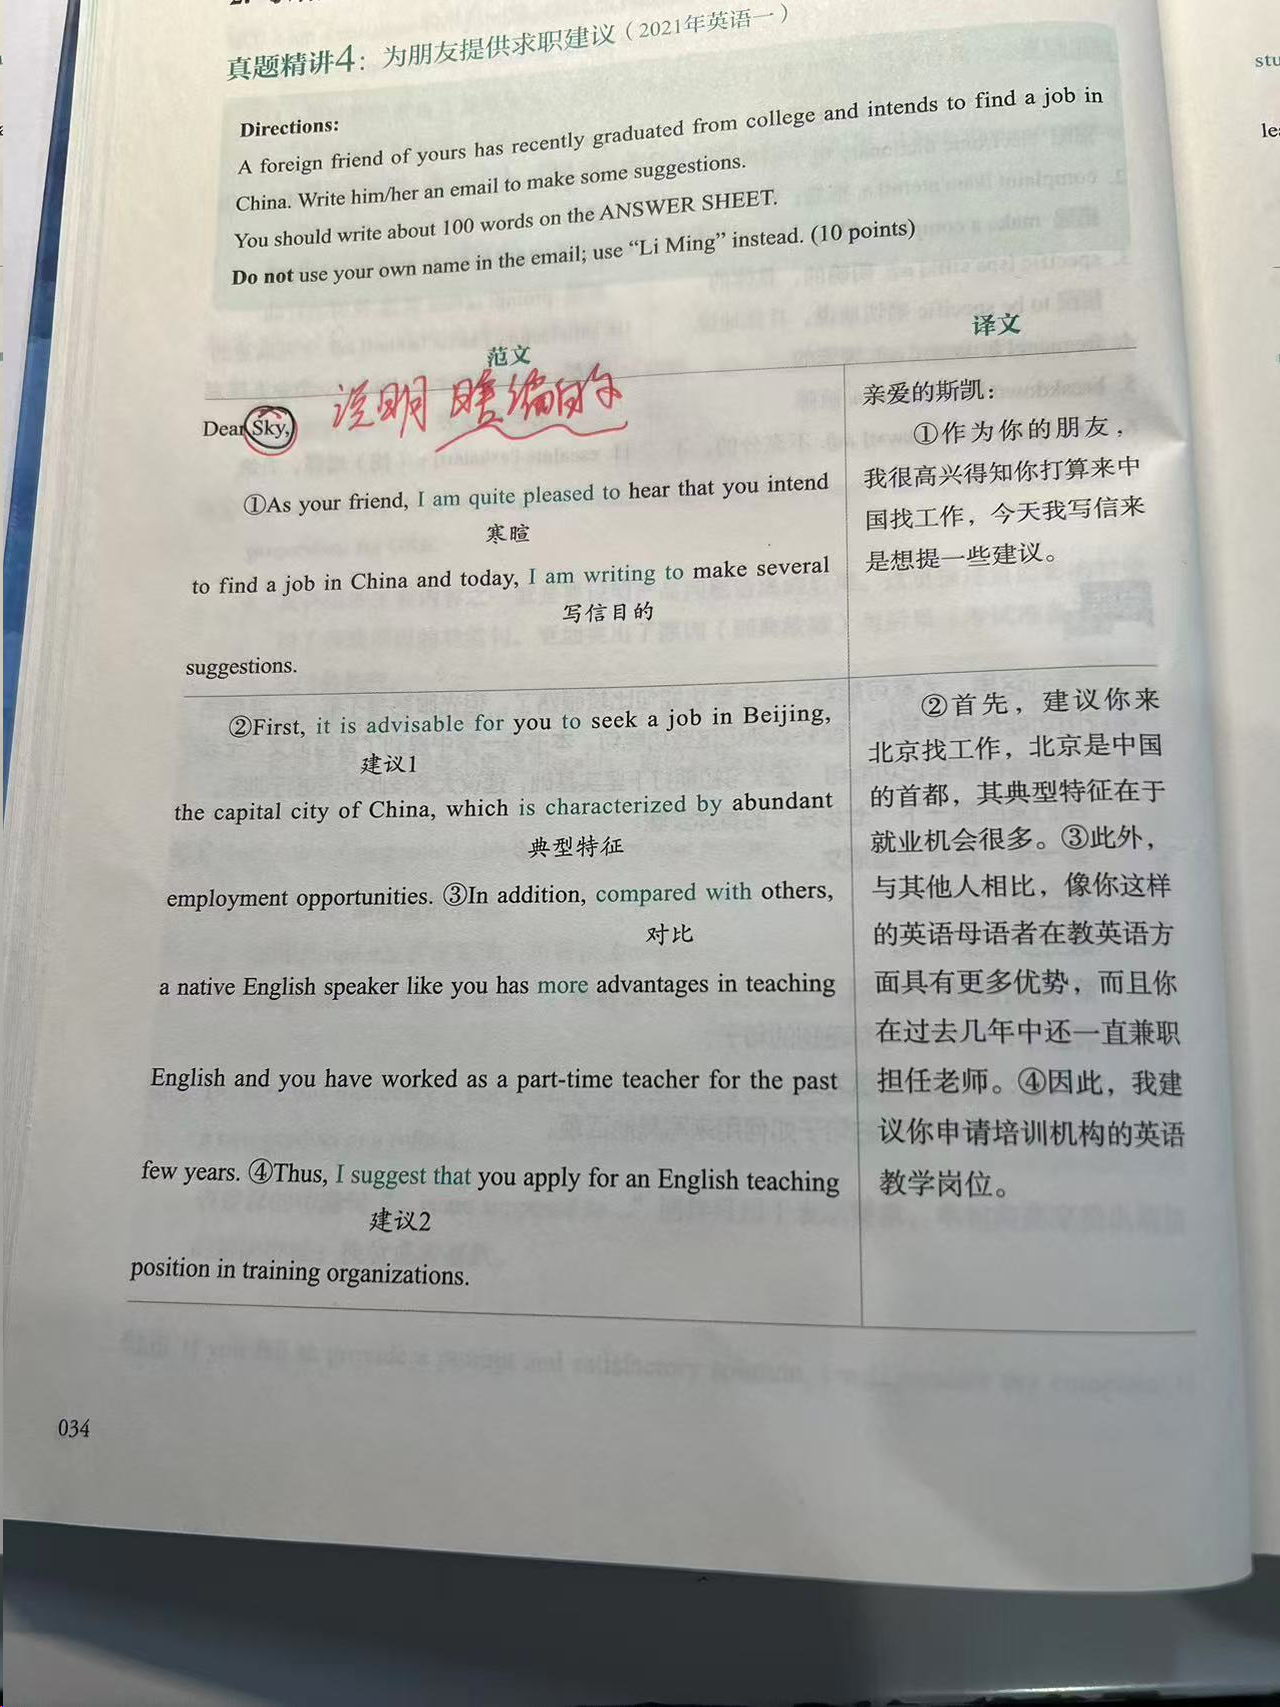 真题精讲4：为朋友提供求职建议（2021年英语一）
Directions:
A foreign friend of yours has recently graduated from college and intends to find a job in
China. Write him/her an email to make some suggestions.
You should write about 100 words on the ANSWER SHEET.
Do not use your own name in the email; use “Li Ming” instead. (10 points)
范文
译文
Dear Sky,
说明 瞎编的
①As your friend, I am quite pleased to hear that you intend
寒暄
to find a job in China and today, I am writing to make several
写信目的
suggestions.
亲爱的斯凯：
①作为你的朋友，
我很高兴得知你打算来中
国找工作，今天我写信来
是想提一些建议。
②First, it is advisable for you to seek a job in Beijing,
建议1
the capital city of China, which is characterized by abundant
典型特征
employment opportunities. ③In addition, compared with others,
对比
a native English speaker like you has more advantages in teaching
English and you have worked as a part-time teacher for the past
few years. ④Thus, I suggest that you apply for an English teaching
建议2
position in training organizations.
②首先，建议你来
北京找工作，北京是中国
的首都，其典型特征在于
就业机会很多。③此外，
与其他人相比，像你这样
的英语母语者在教英语方
面具有更多优势，而且你
在过去几年中还一直兼职
担任老师。④因此，我建
议你申请培训机构的英语
教学岗位。
034
stu